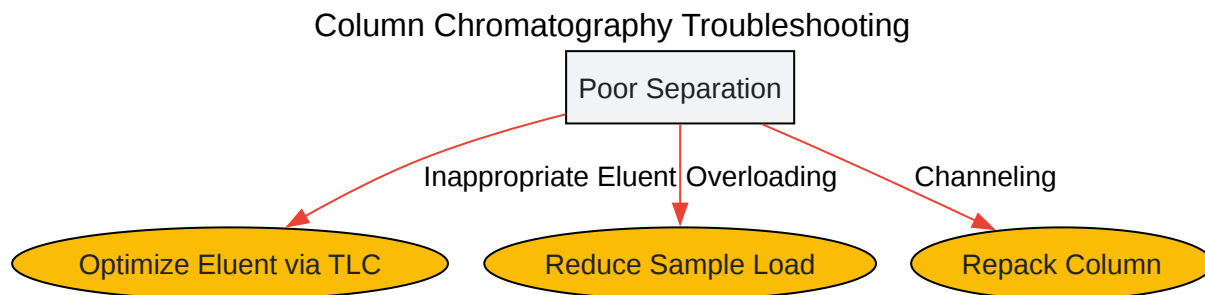 Column Chromatography Troubleshooting
Poor Separation
Inappropriate Eluent
Overloading
Channeling
Optimize Eluent via TLC
Reduce Sample Load
Repack Column